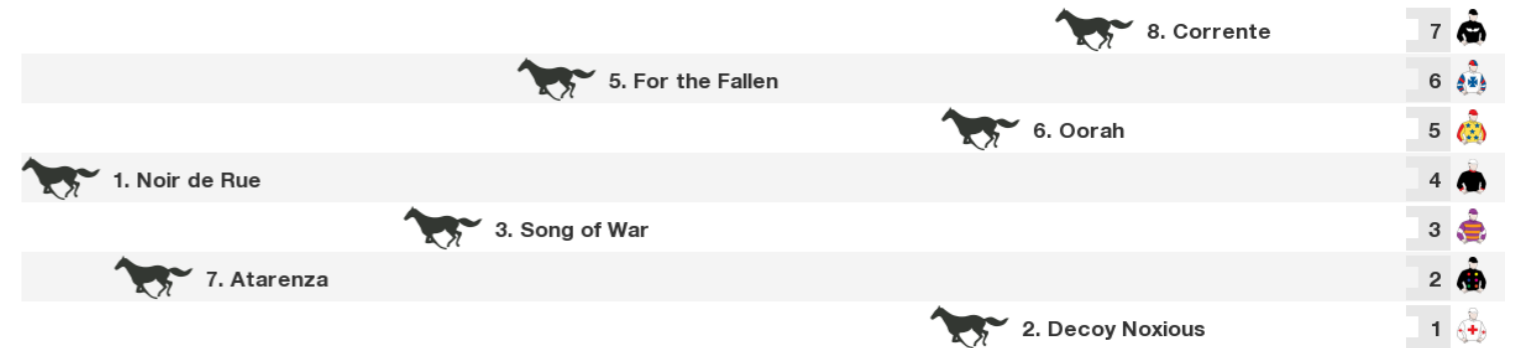 8. Corrente 7
5. For the Fallen 6
6. Oorah 5
1. Noir de Rue 4
3. Song of War 3
7. Atarenza 2
2. Decoy Noxious 1